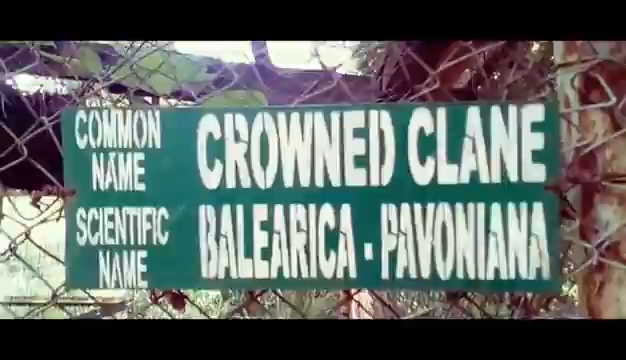 COMMON NAME CROWNED CLANE
SCIENTIFIC NAME BALEARICA - PAVONIANA